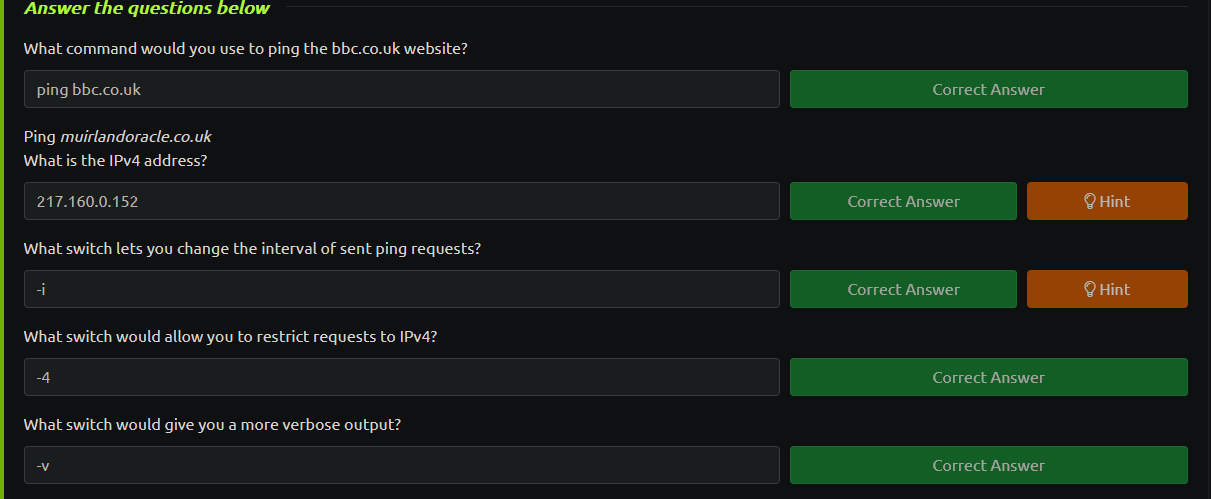 Answer the questions below
What command would you use to ping the bbc.co.uk website?
ping bbc.co.uk
Correct Answer
Ping muirlandoracle.co.uk
What is the IPv4 address?
217.160.0.152
Correct Answer
Hint
What switch lets you change the interval of sent ping requests?
-i
Correct Answer
Hint
What switch would allow you to restrict requests to IPv4?
-4
Correct Answer
What switch would give you a more verbose output?
-v
Correct Answer